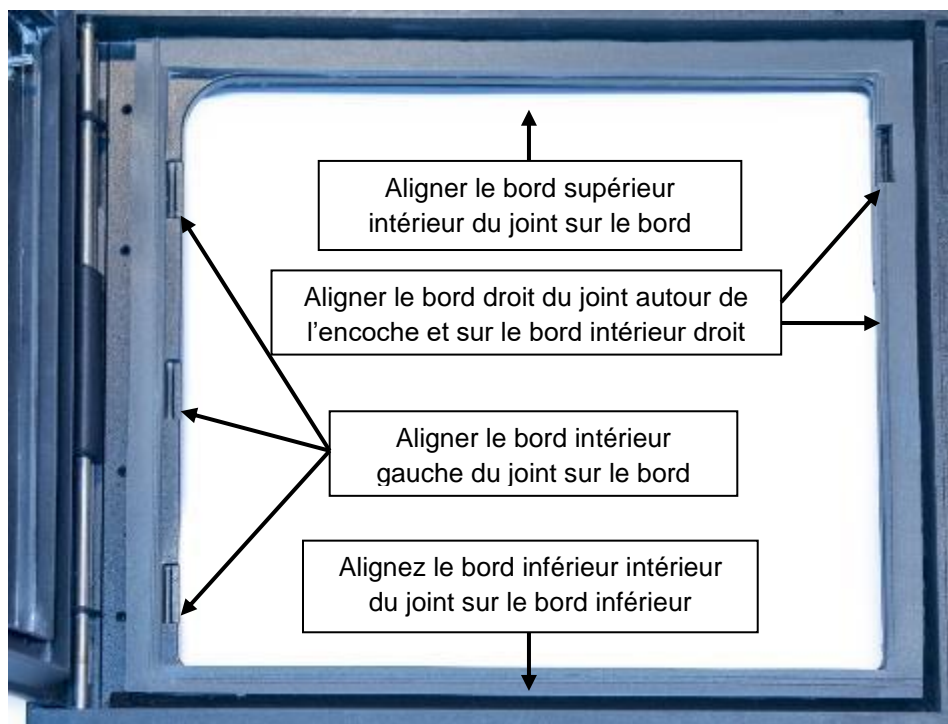 Aligner le bord supérieur
intérieur du joint sur le bord
Aligner le bord droit du joint autour de
l’encoche et sur le bord intérieur droit
Aligner le bord intérieur
gauche du joint sur le bord
Alignez le bord inférieur intérieur
du joint sur le bord inférieur